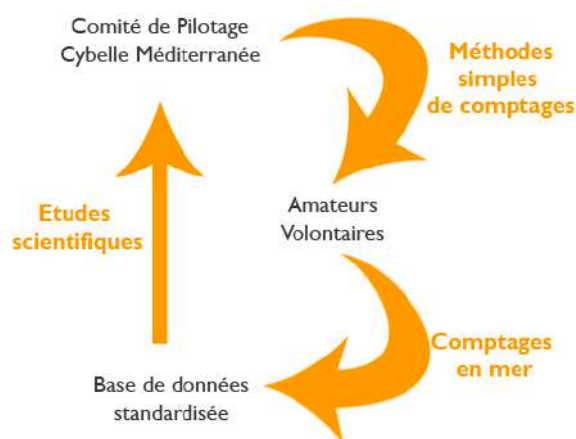 Comité de Pilotage
Cybelle Méditerranée
Méthodes
simples
de comptages
Amateurs
Volontaires
Etudes
scientifiques
Comptages
en mer
Base de données
standardisée